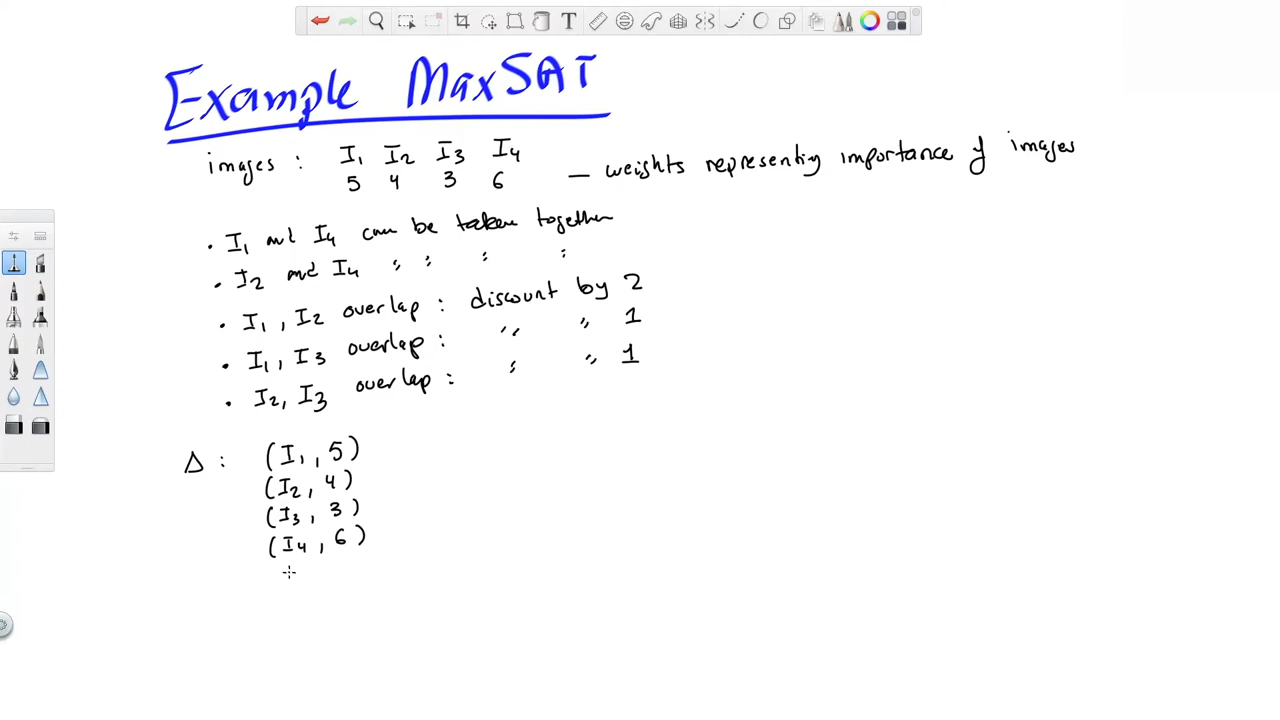 Example MaxSAT
images : I1 I2 I3 I4
5 4 3 6 — weights representing importance of images
• I1 and I4 can be taken together
• I2 and I4 " " " "
• I1, I2 overlap : discount by 2
• I1, I3 overlap : " " 1
• I2, I3 overlap : " " 1
Δ : (I1, 5)
(I2, 4)
(I3, 3)
(I4, 6)